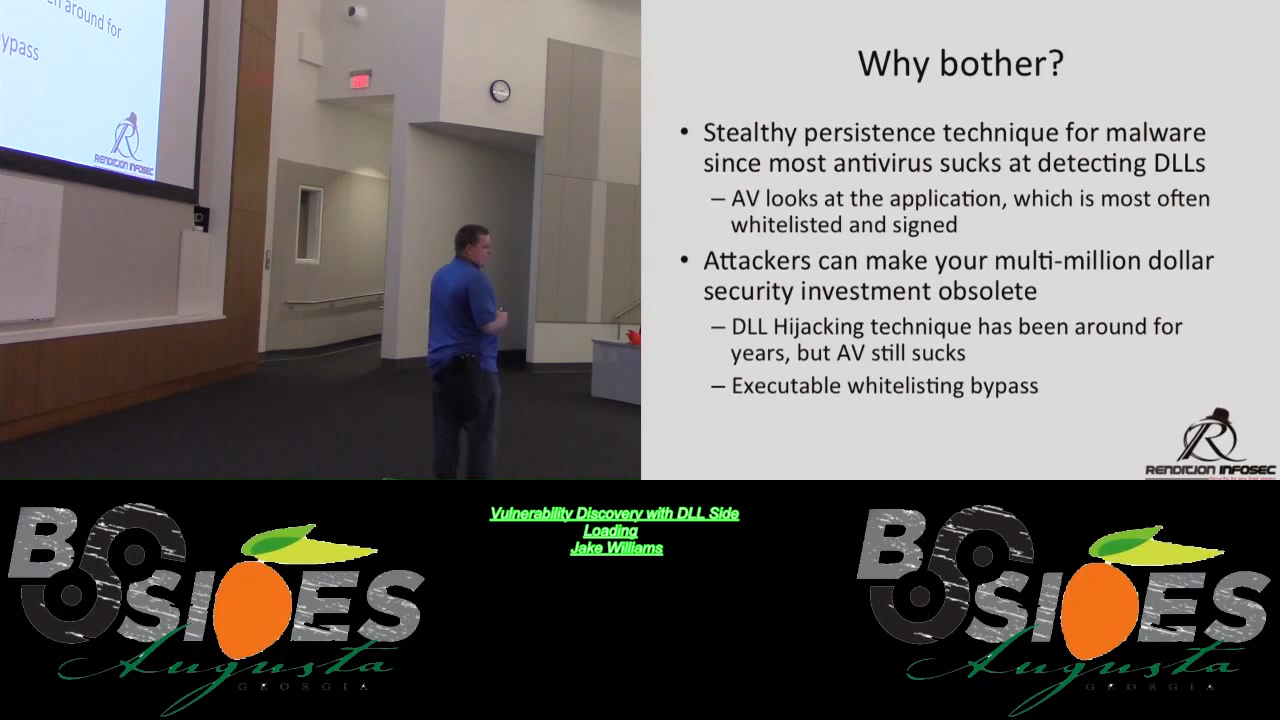 en around for
ypass
RENDITION INFOSEC
EXIT
Why bother?
• Stealthy persistence technique for malware
since most antivirus sucks at detecting DLLs
– AV looks at the application, which is most often
whitelisted and signed
• Attackers can make your multi-million dollar
security investment obsolete
– DLL Hijacking technique has been around for
years, but AV still sucks
– Executable whitelisting bypass
R
RENDITION INFOSEC
Vulnerability Discovery with DLL Side
Loading
Jake Williams
BSIDES
Augusta
GEORGIA
BSIDES
Augusta
GEORGIA